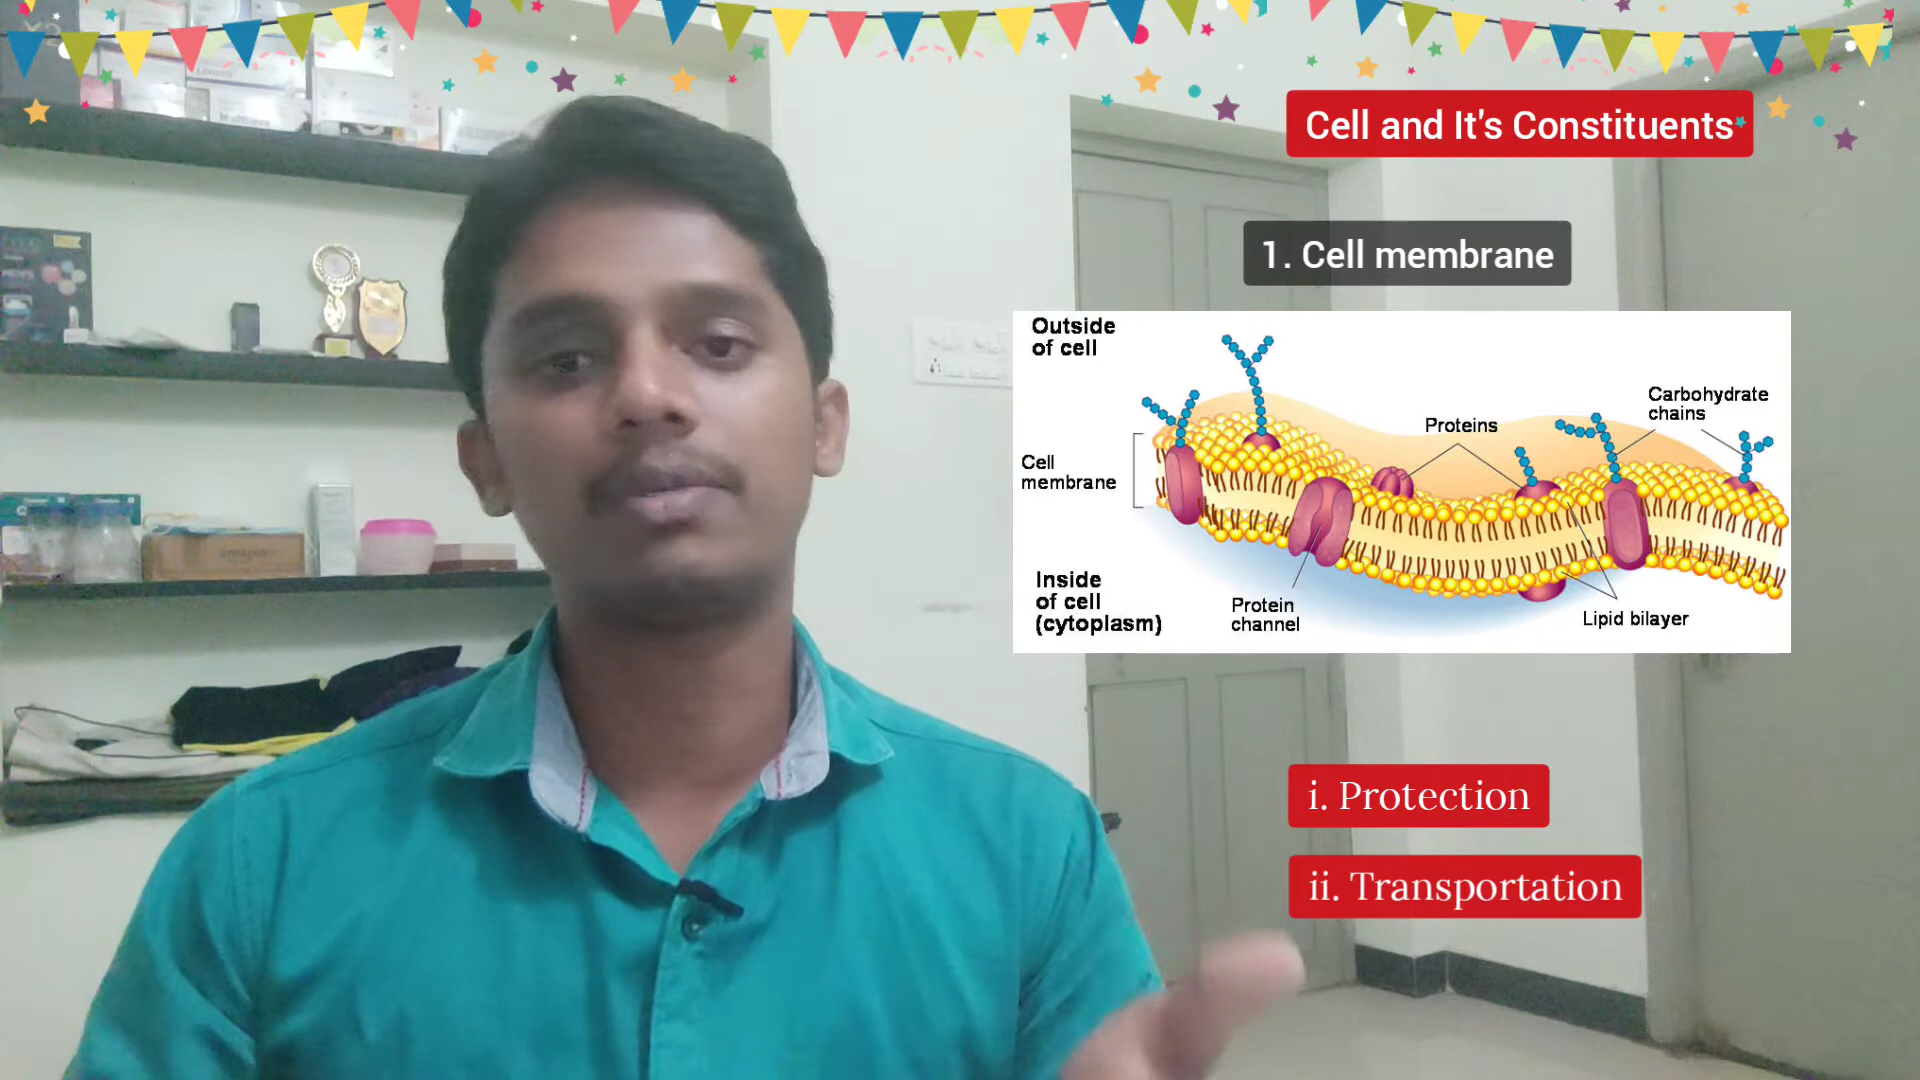 Cell and It's Constituents
1. Cell membrane
Outside
of cell
Carbohydrate
chains
Proteins
Cell
membrane
Inside
of cell
(cytoplasm)
Protein
channel
Lipid bilayer
i. Protection
ii. Transportation
amazon